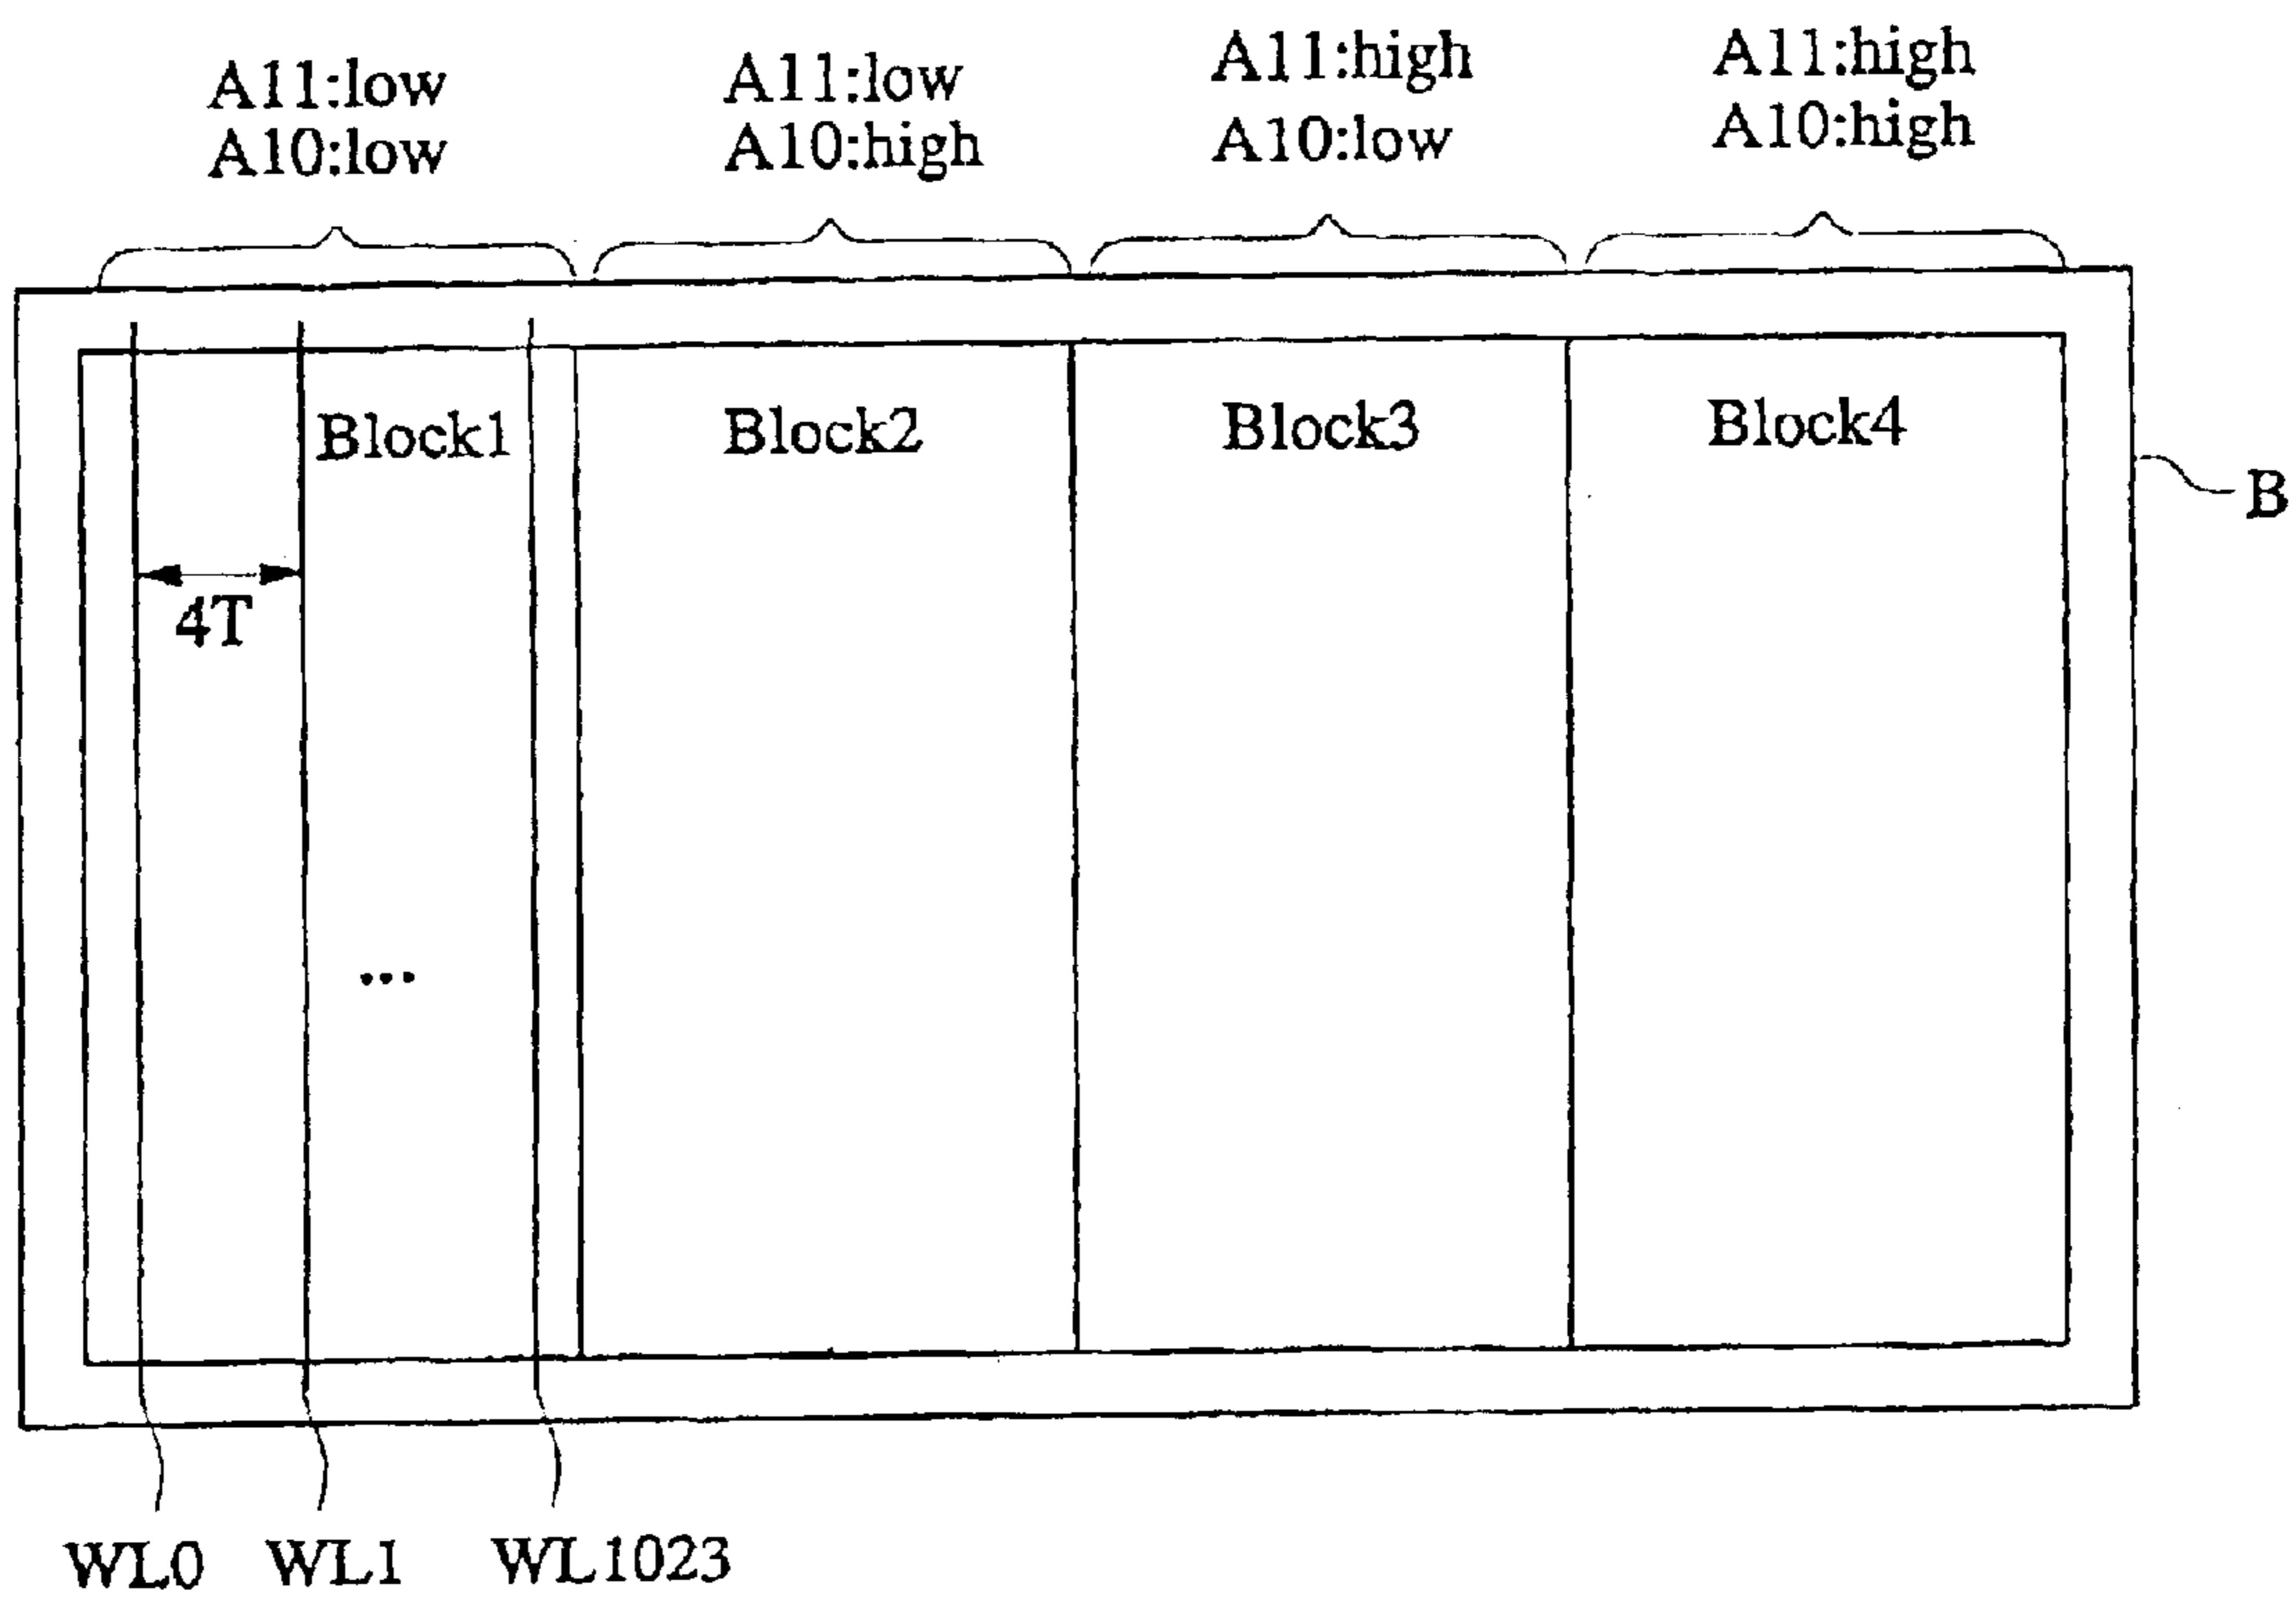 A11:low
A10:low
A11:low
A10:high
A11:high
A10:low
A11:high
A10:high
Block1
Block2
Block3
Block4
B
4T
...
WL0
WL1
WL1023